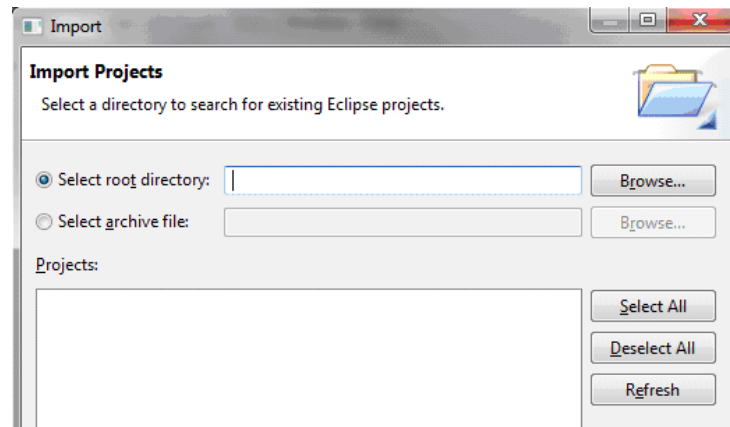 Import
Import Projects
Select a directory to search for existing Eclipse projects.
Select root directory: Browse...
Select archive file: Browse...
Projects:
Select All
Deselect All
Refresh